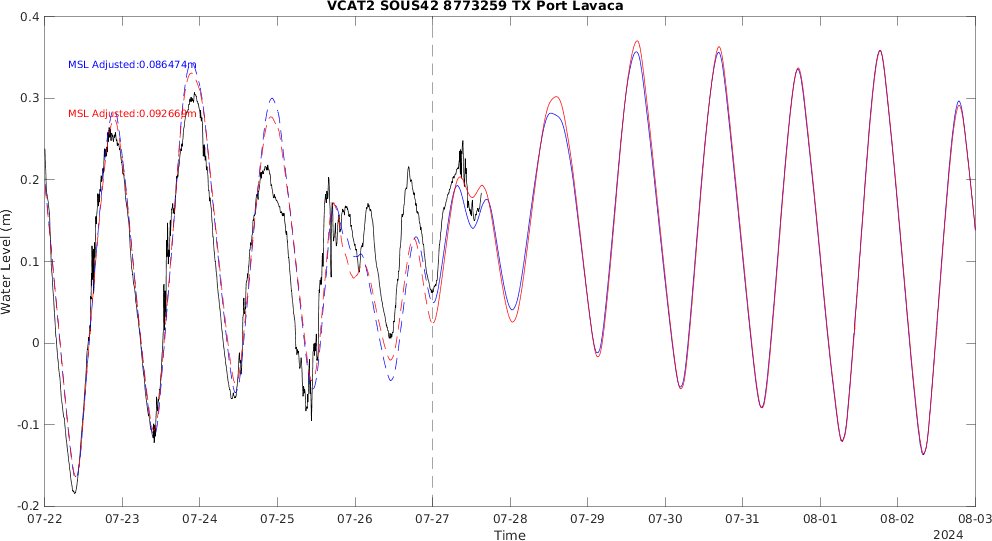 VCAT2 SOUS42 8773259 TX Port Lavaca
MSL Adjusted:0.086474m
MSL Adjusted:0.092669m
Water Level (m)
0.4
0.3
0.2
0.1
0
-0.1
-0.2
07-22 07-23 07-24 07-25 07-26 07-27 07-28 07-29 07-30 07-31 08-01 08-02 08-03
Time
2024